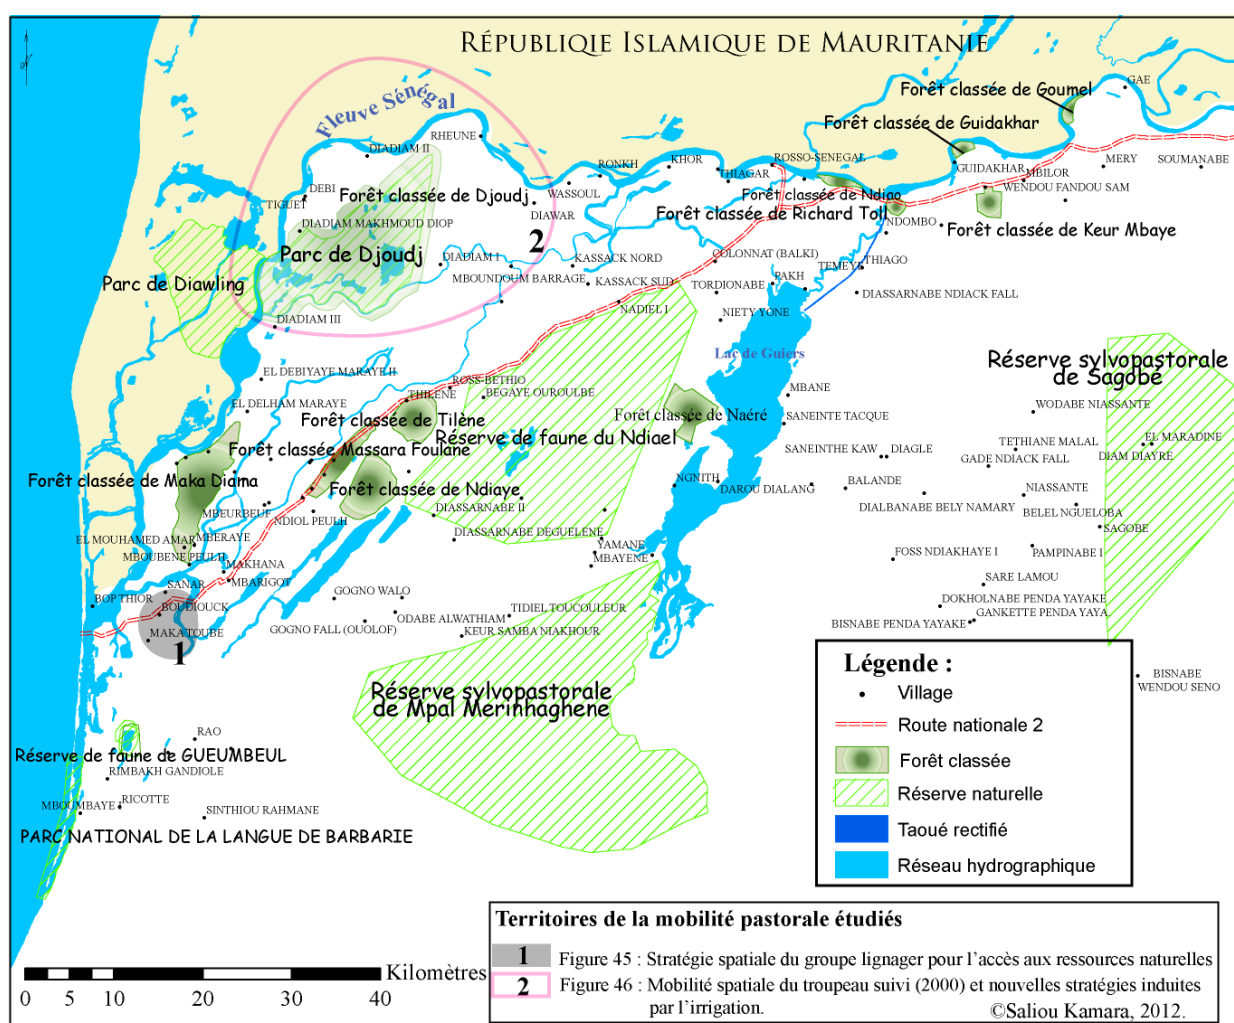 RÉPUBLIQIE ISLAMIQUE DE MAURITANIE
GAE
Forêt classée de Goumel
Fleuve Sénégal
Forêt classée de Guidakhar
RHEUNE
DIADIAM II
RONKH
KHOR
ROSSO-SENEGAL
GUIDAKHAR
MERY
SOUMANABE
THIAGAR
MBILOR
DEBI
WASSOUL
WENDOU FANDOU SAM
Forêt classée de Djoudj
Forêt classée de Ndiao
TIGUET
DIAWAR
Forêt classée de Richard Toll
DIADIAM MAKHMOUD DIOP
NDOMBO
Forêt classée de Keur Mbaye
2
Parc de Djoudj
DIADIAM I
KASSACK NORD
COLONNAT (BALKI)
TEMEYE
THIAGO
Parc de Diawling
MBOUNDOUM BARRAGE
KASSACK SUD
TORDIONABE
PAKH
DIASSARNABE NDIACK FALL
NADIEL I
DIADIAM III
NIETY YONE
Lac de Guiers
Réserve sylvopastorale
de Sagobé
EL DEBIYAYE MARAYE II
ROSS-BETHIO
MBANE
THILENE
BEGAYE OUROULBE
EL DELHAM MARAYE
WODABE NIASSANTE
Forêt classée de Tilène
Forêt classée de Naéré
SANEINTE TACQUE
Réserve de faune du Ndiael
Forêt classée Massara Foulane
TETHIANE MALAL
EL MARADINE
SANEINTHE KAW
DIAGLE
DIAM DIAYRE
GADE NDIACK FALL
Forêt classée de Maka Diama
NGNITH
DAROU DIALANG
BALANDE
Forêt classée de Ndiaye
NIASSANTE
MBEURBEUF
DIALBANABE BELY NAMARY
BELEL NGUELOBA
NDIOL PEULH
DIASSARNABE II
SAGOBE
EL MOUHAMED AMAR
MBERAYE
DIASSARNABE DEGUELENE
YAMANE
MBOUBENE PEULH
MBAYENE
FOSS NDIAKHAYE I
PAMPINABE I
MAKHANA
MBARIGOT
SANAR
SARE LAMOU
BOP THIOR
GOGNO WALO
BOUDIOUCK
DOKHOLNABE PENDA YAYAKE
TIDIEL TOUCOULEUR
GANKETTE PENDA YAYA
ODABE ALWATHIAM
BISNABE PENDA YAYAKE
GOGNO FALL (OUOLOF)
KEUR SAMBA NIAKHOUR
MAKA TOUBE
1
BISNABE
WENDOU SENO
Réserve sylvopastorale
de Mpal Merinhaghene
RAO
Réserve de faune de GUEUMBEUL
RIMBAKH GANDIOLE
MBOUMBAYE I
RICOTTE
SINTHIOU RAHMANE
PARC NATIONAL DE LA LANGUE DE BARBARIE
Légende :
Village
Route nationale 2
Forêt classée
Réserve naturelle
Taoué rectifié
Réseau hydrographique
Territoires de la mobilité pastorale étudiés
1 Figure 45 : Stratégie spatiale du groupe lignager pour l'accès aux ressources naturelles
2 Figure 46 : Mobilité spatiale du troupeau suivi (2000) et nouvelles stratégies induites
par l'irrigation.
©Saliou Kamara, 2012.
Kilomètres
0 5 10 20 30 40